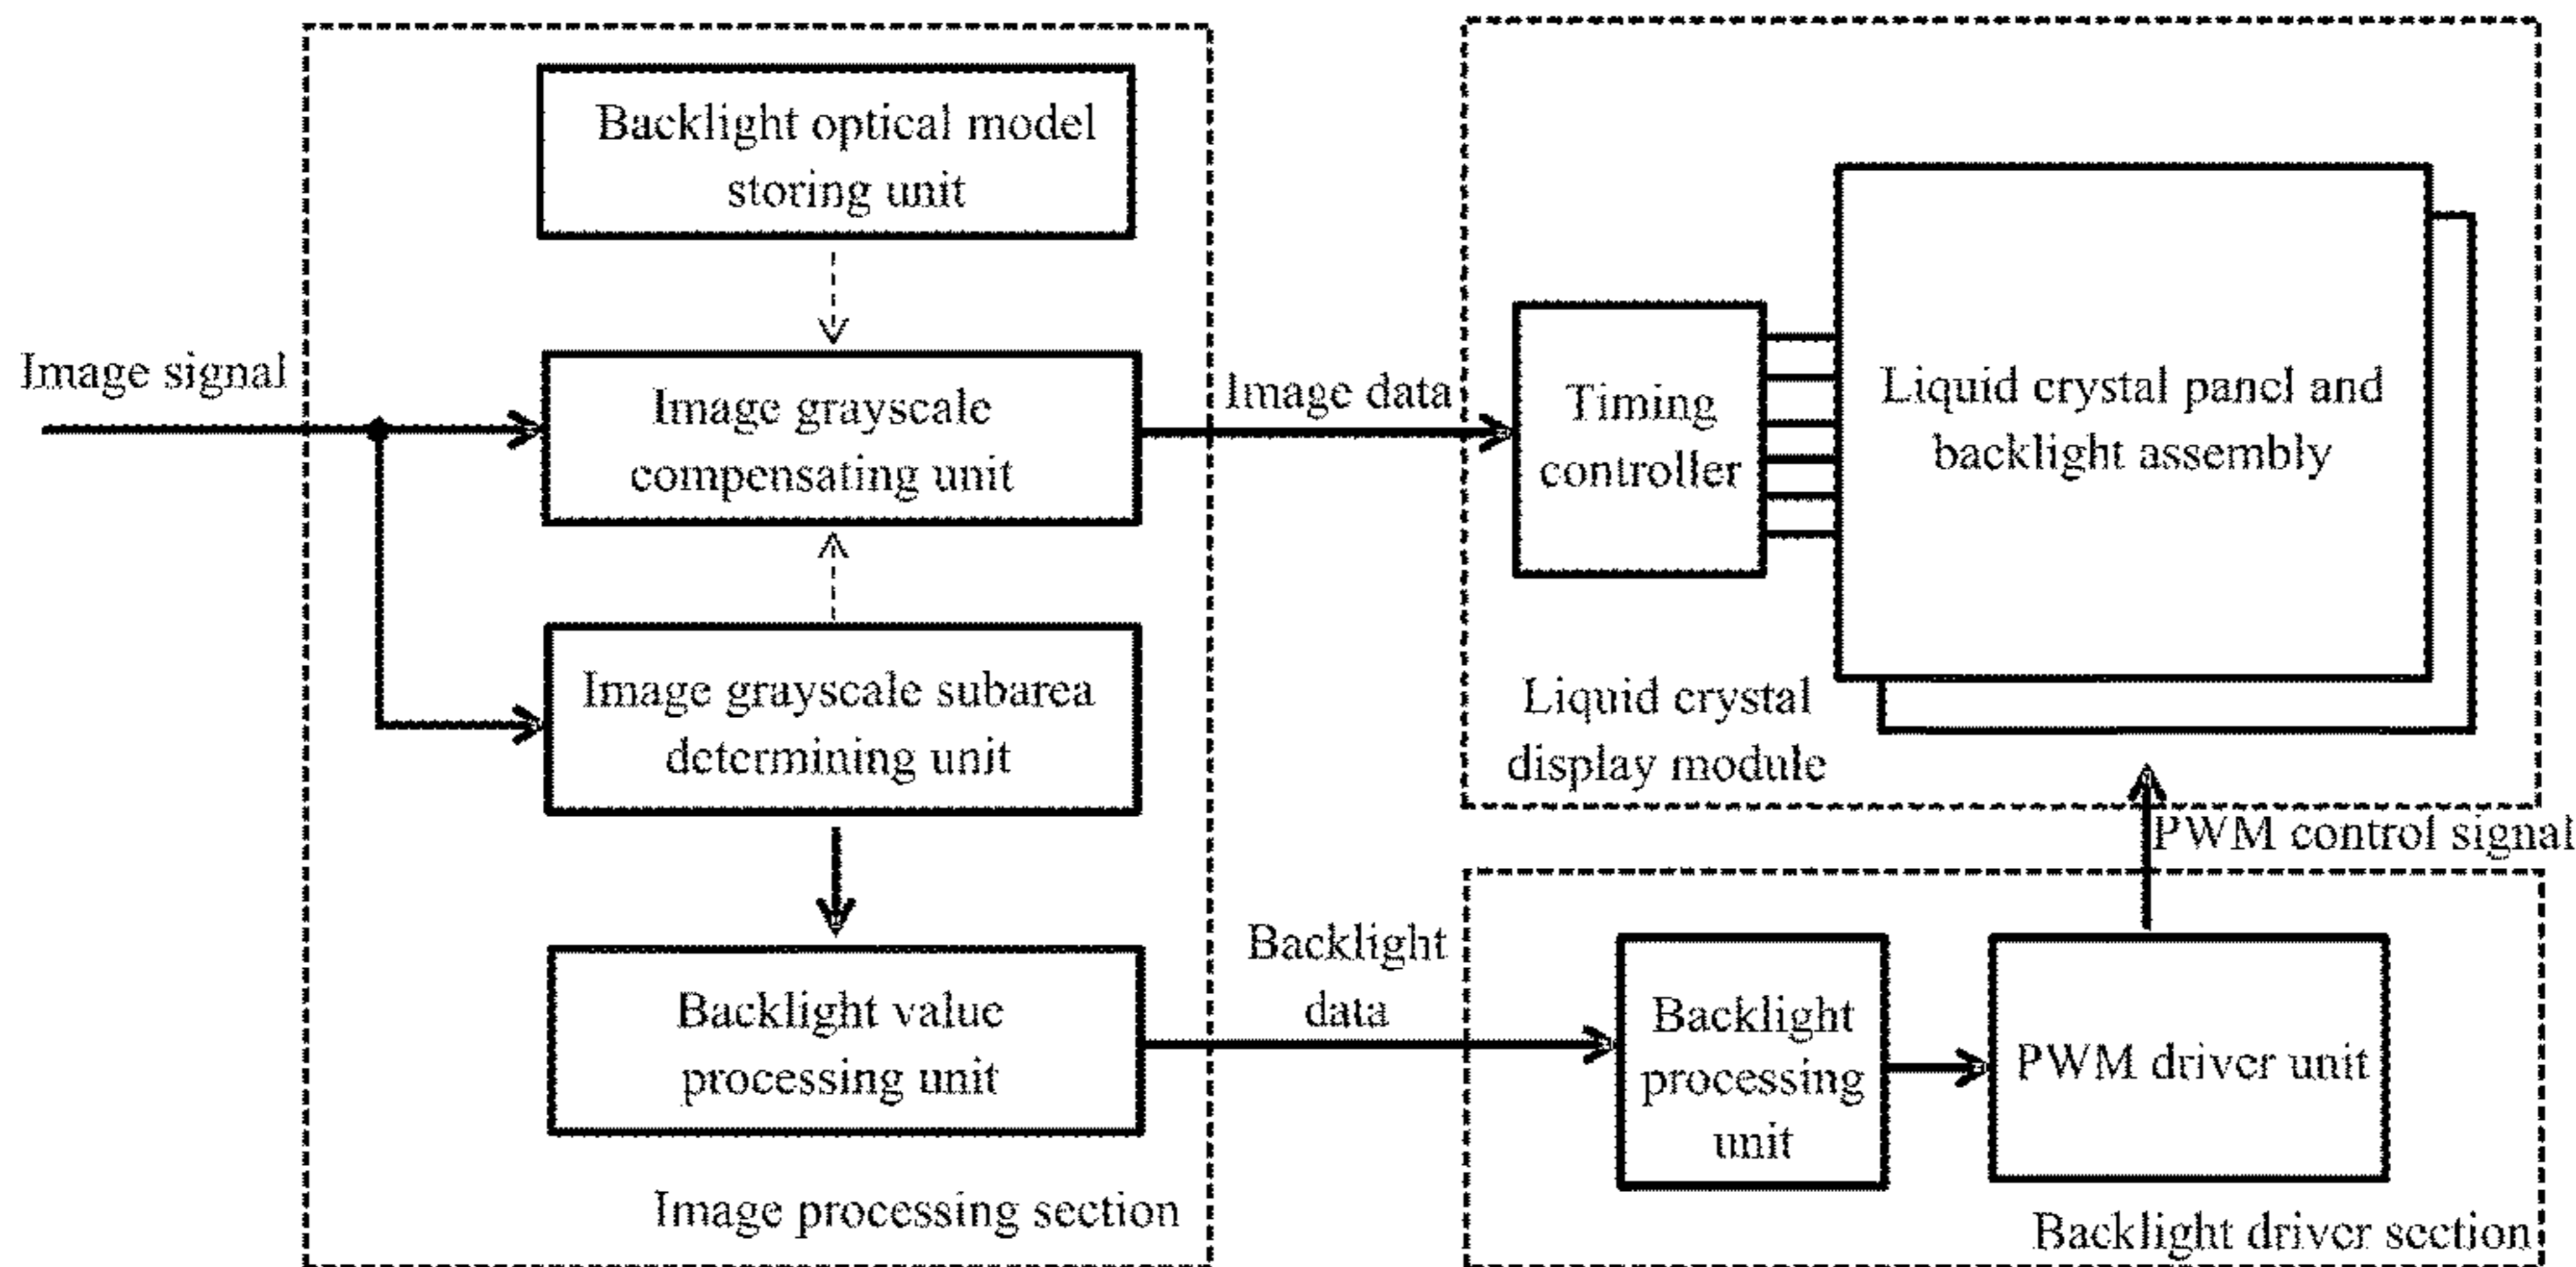 Backlight optical model
storing unit
Image signal
Image grayscale
compensating unit
Image data
Timing
controller
Liquid crystal panel and
backlight assembly
Image grayscale subarea
determining unit
Liquid crystal
display module
PWM control signal
Backlight value
processing unit
Backlight
data
Backlight
processing
unit
PWM driver unit
Image processing section
Backlight driver section